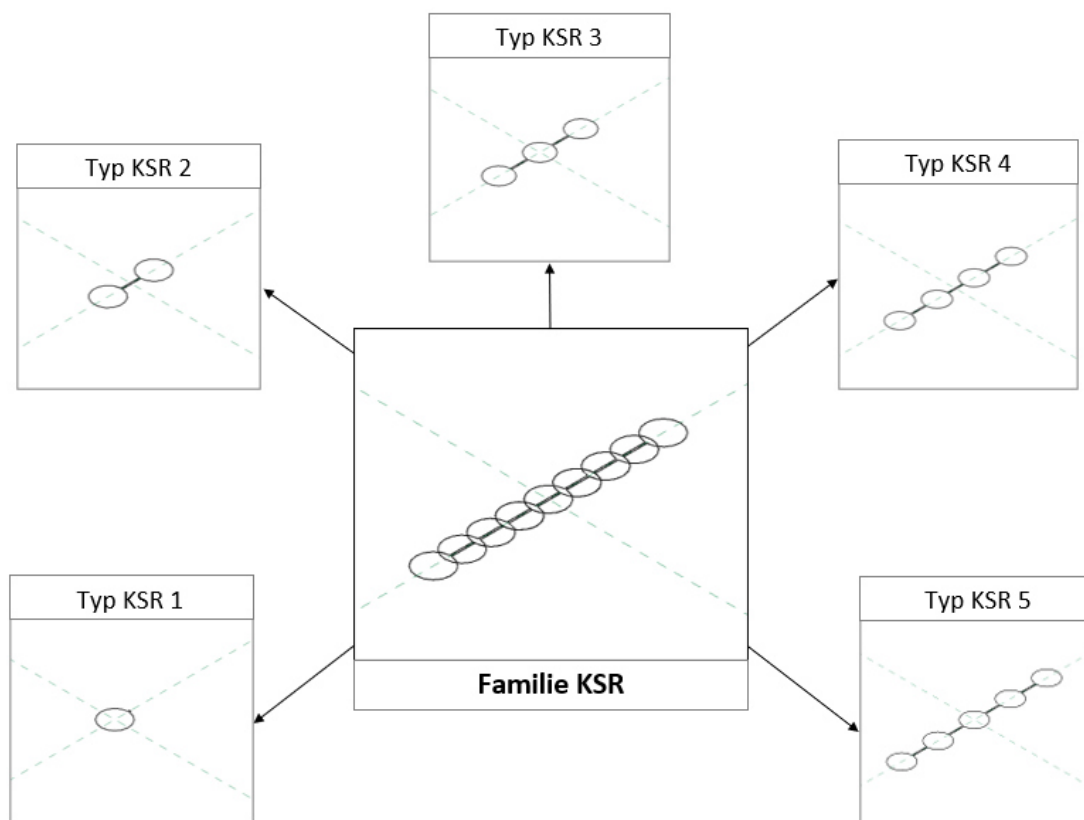 Typ KSR 3
Typ KSR 2
Typ KSR 4
Typ KSR 1
Familie KSR
Typ KSR 5